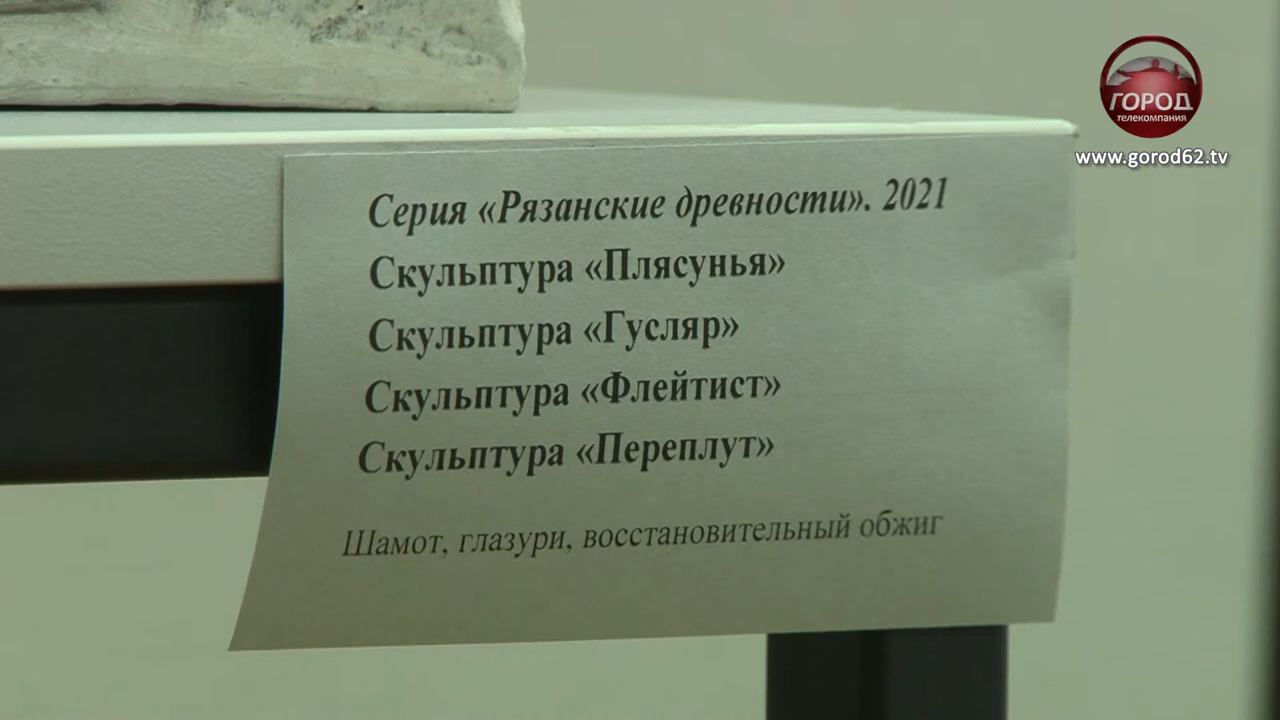 ГОРОД
телекомпания
www.gorod62.tv
Серия «Рязанские древности». 2021
Скульптура «Плясунья»
Скульптура «Гусляр»
Скульптура «Флейтист»
Скульптура «Переплут»
Шамот, глазури, восстановительный обжиг